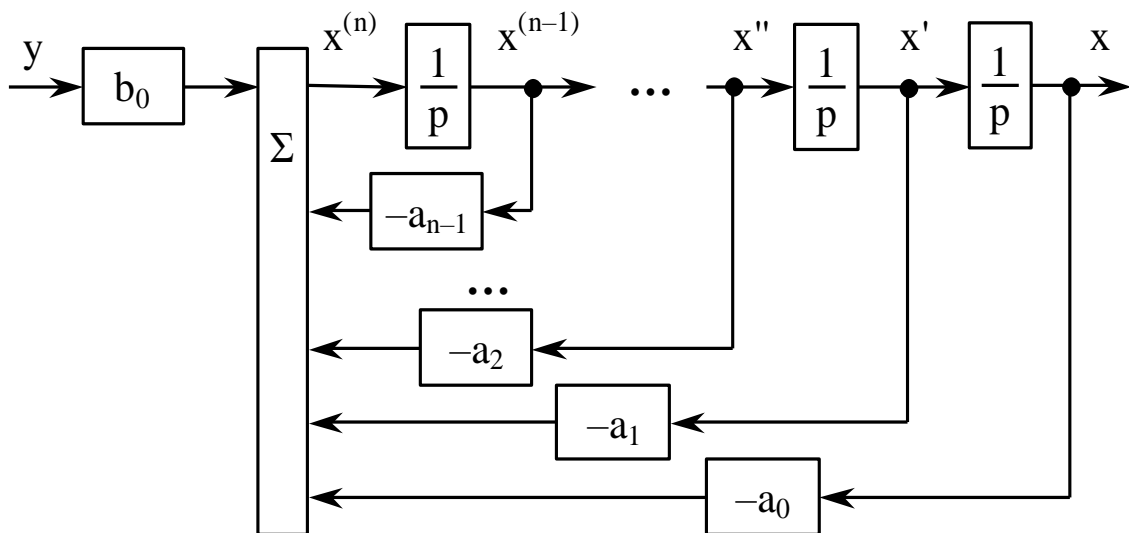 y
b₀
Σ
x⁽ⁿ⁾
1
p
x⁽ⁿ⁻¹⁾
...
x''
1
p
x'
1
p
x
–aₙ₋₁
...
–a₂
–a₁
–a₀